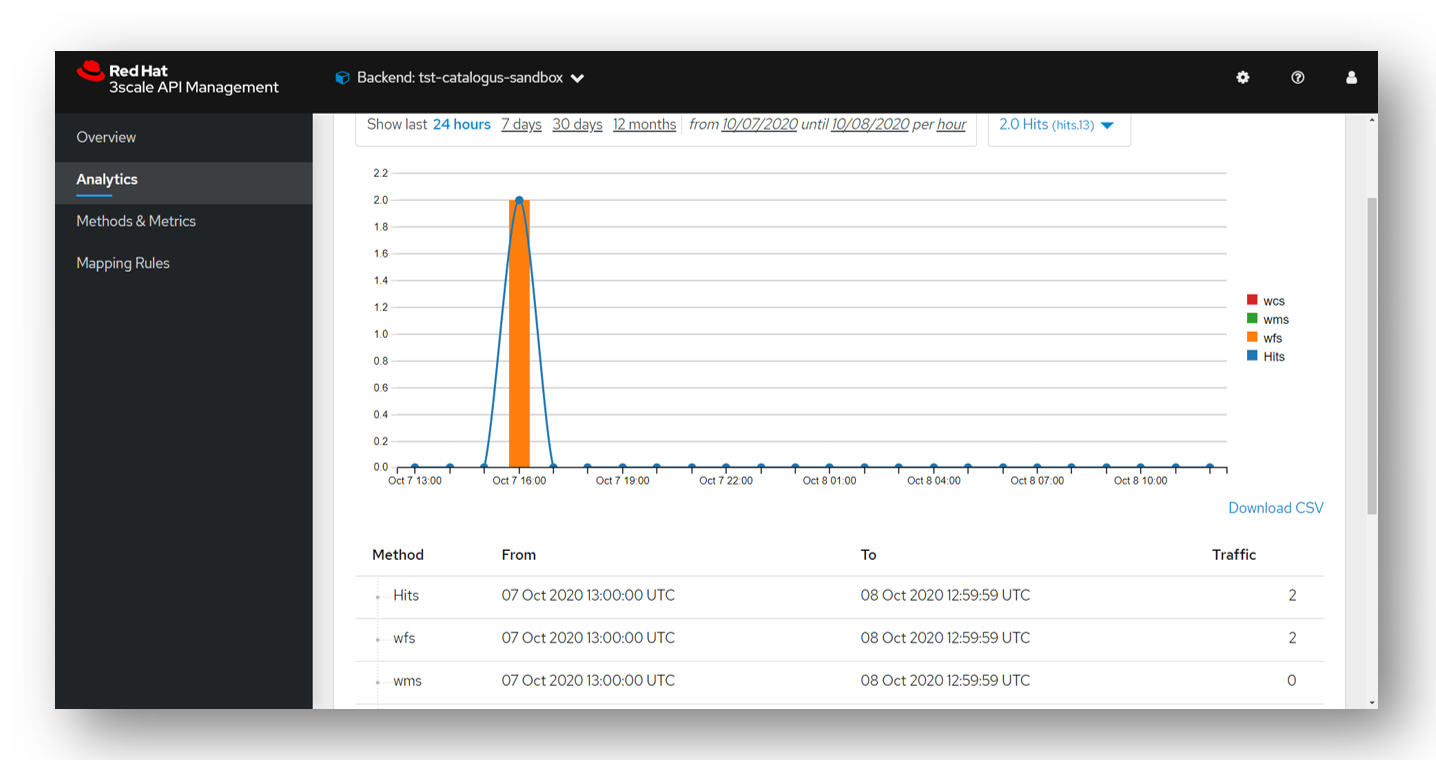 Red Hat
3scale API Management
Backend: tst-catalogus-sandbox
Overview
Analytics
Methods & Metrics
Mapping Rules
Show last 24 hours 7 days 30 days 12 months from 10/07/2020 until 10/08/2020 per hour 2.0 Hits (hits.13)
2.2
2.0
1.8
1.6
1.4
1.2
1.0
0.8
0.6
0.4
0.2
0.0
Oct 7 13:00 Oct 7 16:00 Oct 7 19:00 Oct 7 22:00 Oct 8 01:00 Oct 8 04:00 Oct 8 07:00 Oct 8 10:00
wcs
wms
wfs
Hits
Download CSV
Method From To Traffic
Hits 07 Oct 2020 13:00:00 UTC 08 Oct 2020 12:59:59 UTC 2
wfs 07 Oct 2020 13:00:00 UTC 08 Oct 2020 12:59:59 UTC 2
wms 07 Oct 2020 13:00:00 UTC 08 Oct 2020 12:59:59 UTC 0